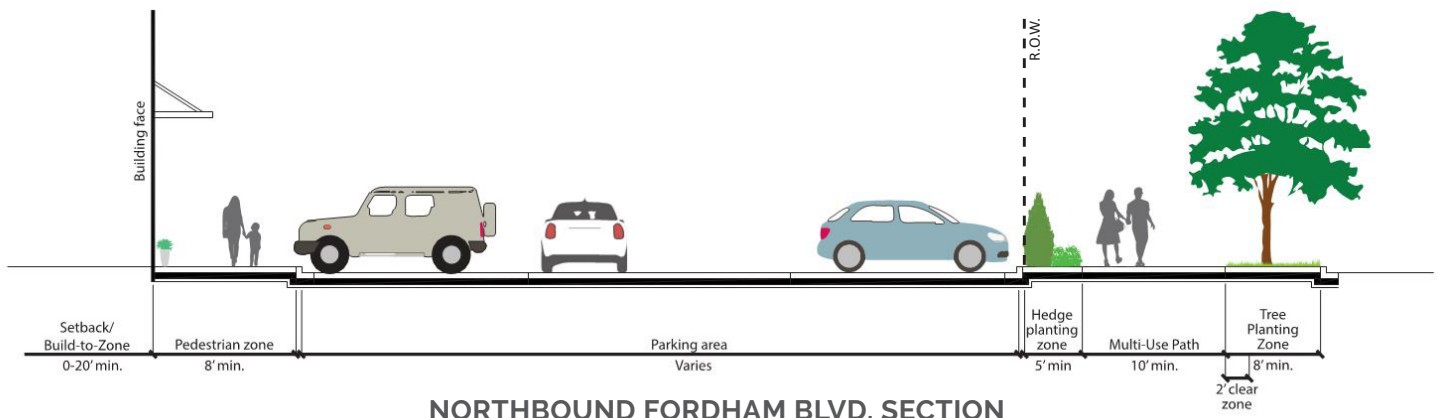 R.O.W.
Building face
Setback/
Build-to-Zone
0-20' min.
Pedestrian zone
8' min.
Parking area
Varies
Hedge
planting
zone
5' min
Multi-Use Path
10' min.
Tree
Planting
Zone
8' min.
2' clear
zone
NORTHBOUND FORDHAM BLVD. SECTION